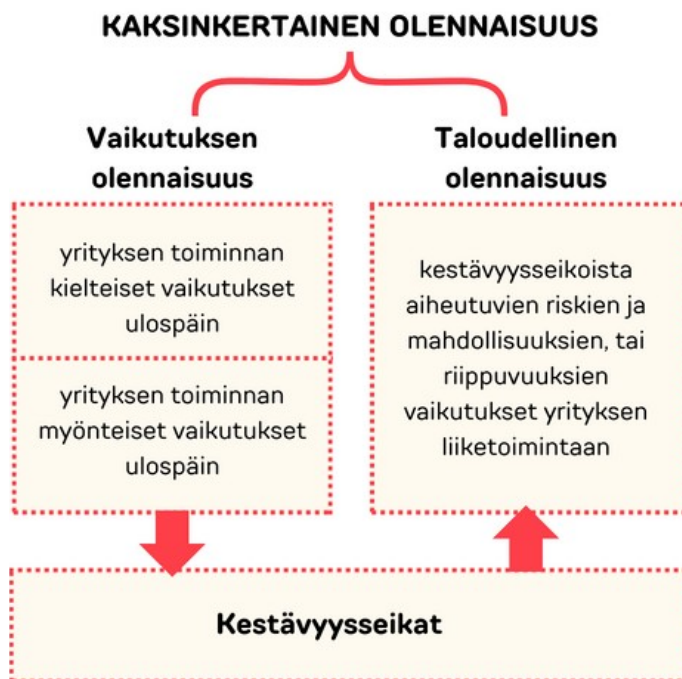 KAKSINKERTAINEN OLENNAISUUS
Vaikutuksen
olennaisuus
yrityksen toiminnan
kielteiset vaikutukset
ulospäin
yrityksen toiminnan
myönteiset vaikutukset
ulospäin
Taloudellinen
olennaisuus
kestävyysseikoista
aiheutuvien riskien ja
mahdollisuuksien, tai
riippuvuuksien
vaikutukset yrityksen
liiketoimintaan
Kestävyysseikat